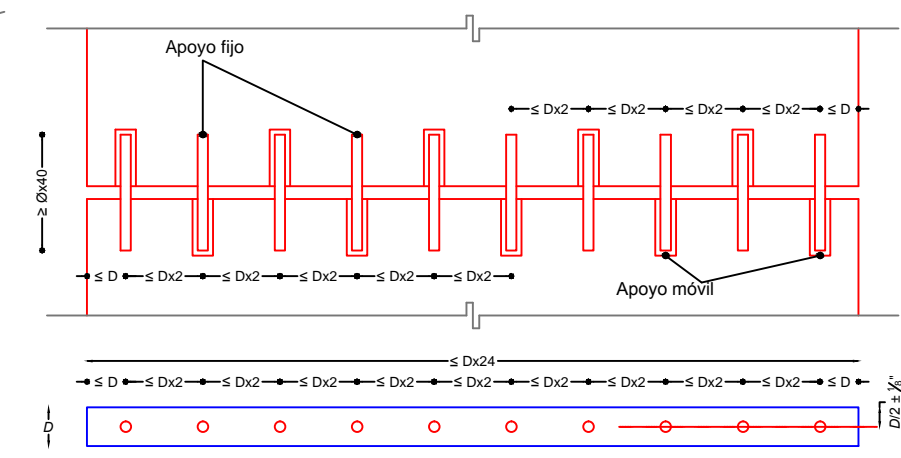 Apoyo fijo
≤ Dx2 ≤ Dx2 ≤ Dx2 ≤ Dx2 ≤ D
≥ Øx40
≤ D ≤ Dx2 ≤ Dx2 ≤ Dx2 ≤ Dx2 ≤ Dx2
Apoyo móvil
≤ Dx24
≤ D ≤ Dx2 ≤ Dx2 ≤ Dx2 ≤ Dx2 ≤ Dx2 ≤ Dx2 ≤ Dx2 ≤ Dx2 ≤ Dx2 ≤ D
D
D/2 ± ⅛"